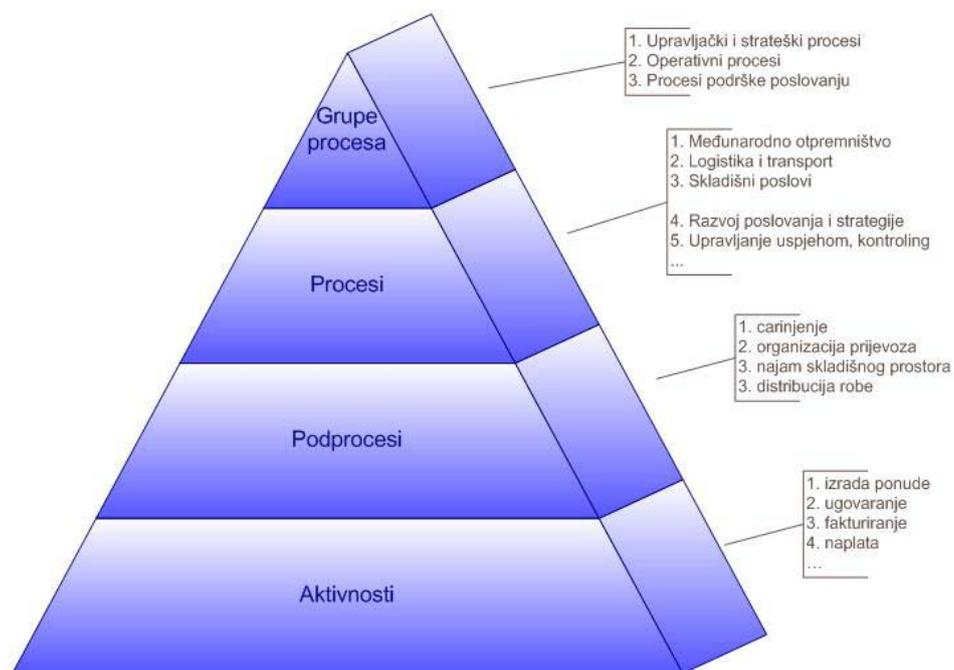 Grupe
procesa
1. Upravljački i strateški procesi
2. Operativni procesi
3. Procesi podrške poslovanju
Procesi
1. Međunarodno otpremništvo
2. Logistika i transport
3. Skladišni poslovi
4. Razvoj poslovanja i strategije
5. Upravljanje uspjehom, kontroling
...
Podprocesi
1. carinjenje
2. organizacija prijevoza
3. najam skladišnog prostora
3. distribucija robe
Aktivnosti
1. izrada ponude
2. ugovaranje
3. fakturiranje
4. naplata
...